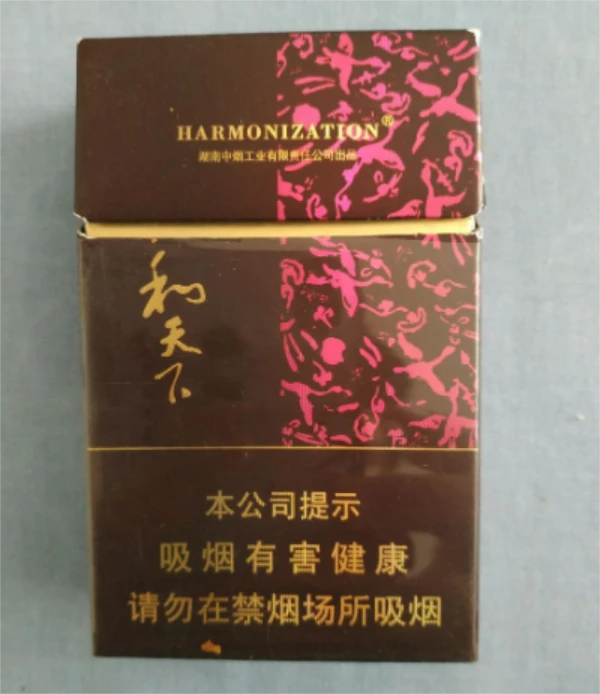 HARMONIZATION®
湖南中烟工业有限责任公司出品
和天下
本公司提示
吸烟有害健康
请勿在禁烟场所吸烟